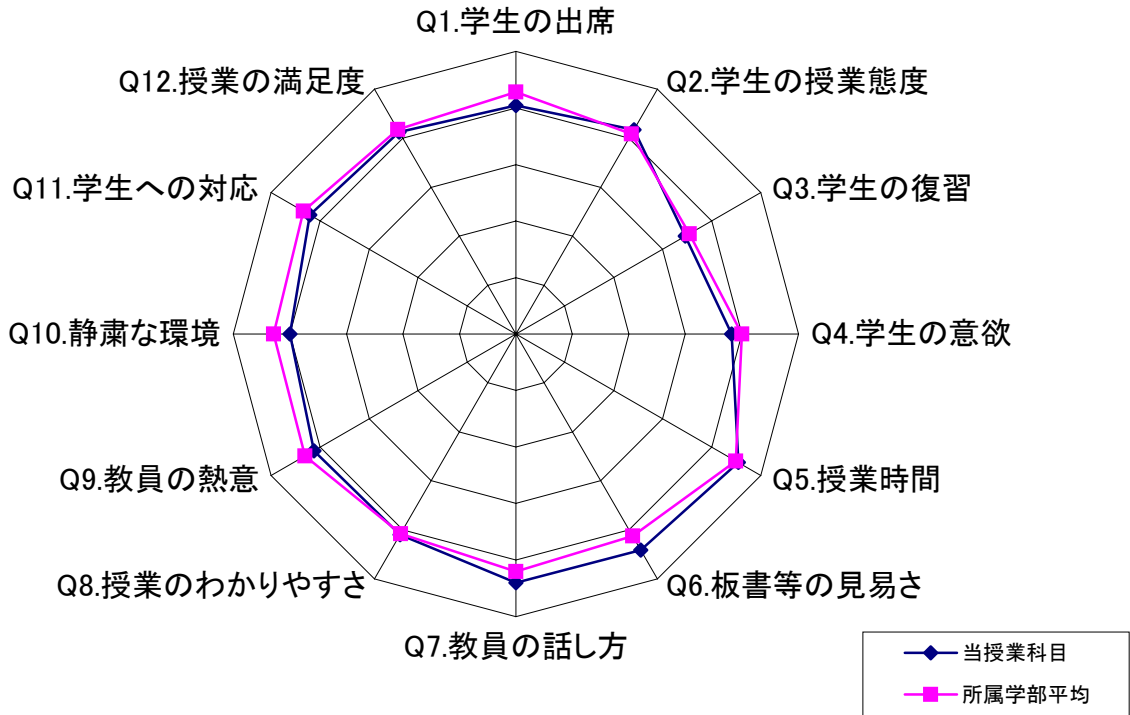 Q1.学生の出席
Q2.学生の授業態度
Q3.学生の復習
Q4.学生の意欲
Q5.授業時間
Q6.板書等の見易さ
Q7.教員の話し方
Q8.授業のわかりやすさ
Q9.教員の熱意
Q10.静粛な環境
Q11.学生への対応
Q12.授業の満足度
当授業科目
所属学部平均